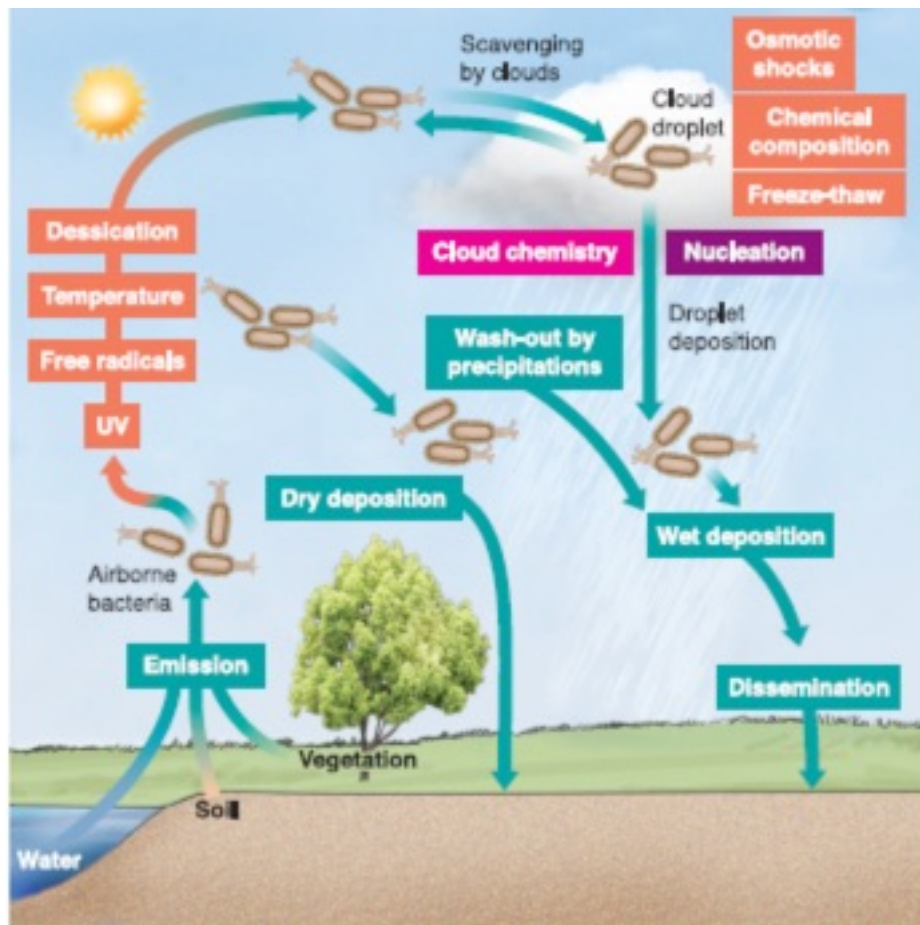 Scavenging
by clouds
Osmotic
shocks
Cloud
droplet
Chemical
composition
Freeze-thaw
Dessication
Cloud chemistry
Nucleation
Temperature
Droplet
deposition
Wash-out by
precipitations
Free radicals
UV
Dry deposition
Wet deposition
Airborne
bacteria
Emission
Dissemination
Vegetation
Soil
Water